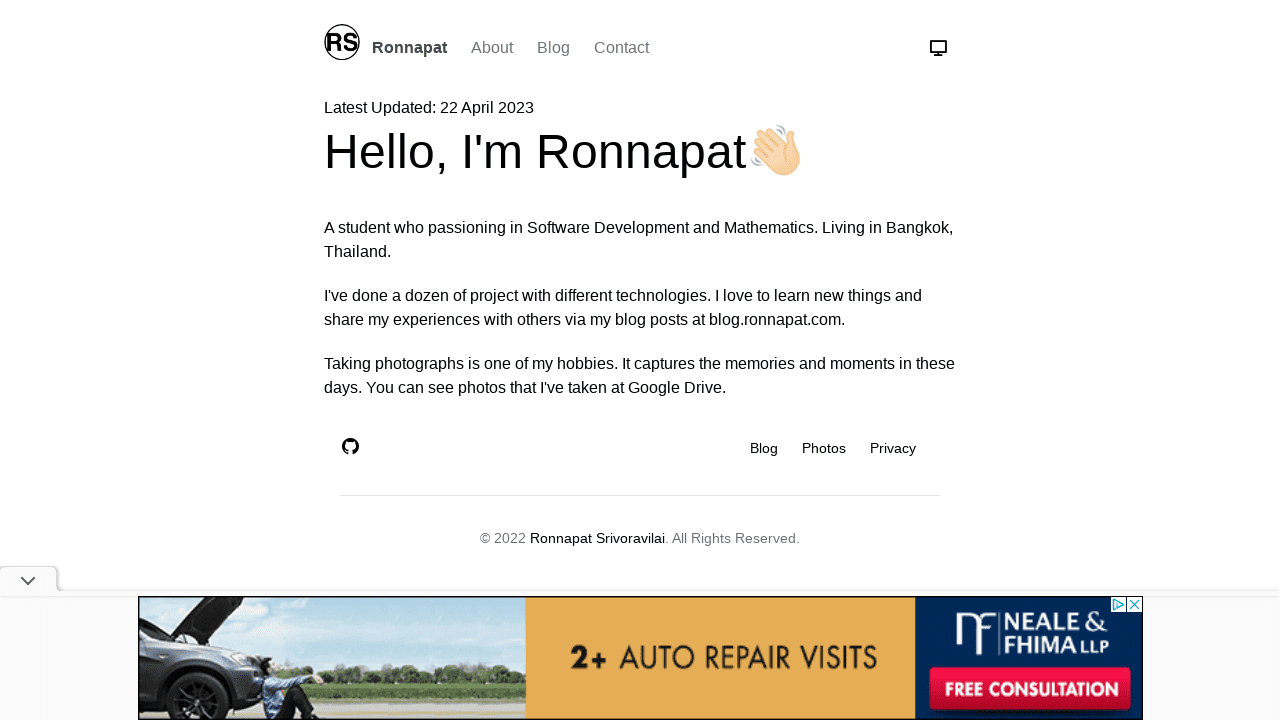 RS
Ronnapat About Blog Contact
Latest Updated: 22 April 2023
Hello, I'm Ronnapat👋🏻
A student who passioning in Software Development and Mathematics. Living in Bangkok,
Thailand.
I've done a dozen of project with different technologies. I love to learn new things and
share my experiences with others via my blog posts at blog.ronnapat.com.
Taking photographs is one of my hobbies. It captures the memories and moments in these
days. You can see photos that I've taken at Google Drive.
Blog Photos Privacy
© 2022 Ronnapat Srivoravilai. All Rights Reserved.
2+ AUTO REPAIR VISITS
NF NEALE &
FHIMA LLP
FREE CONSULTATION